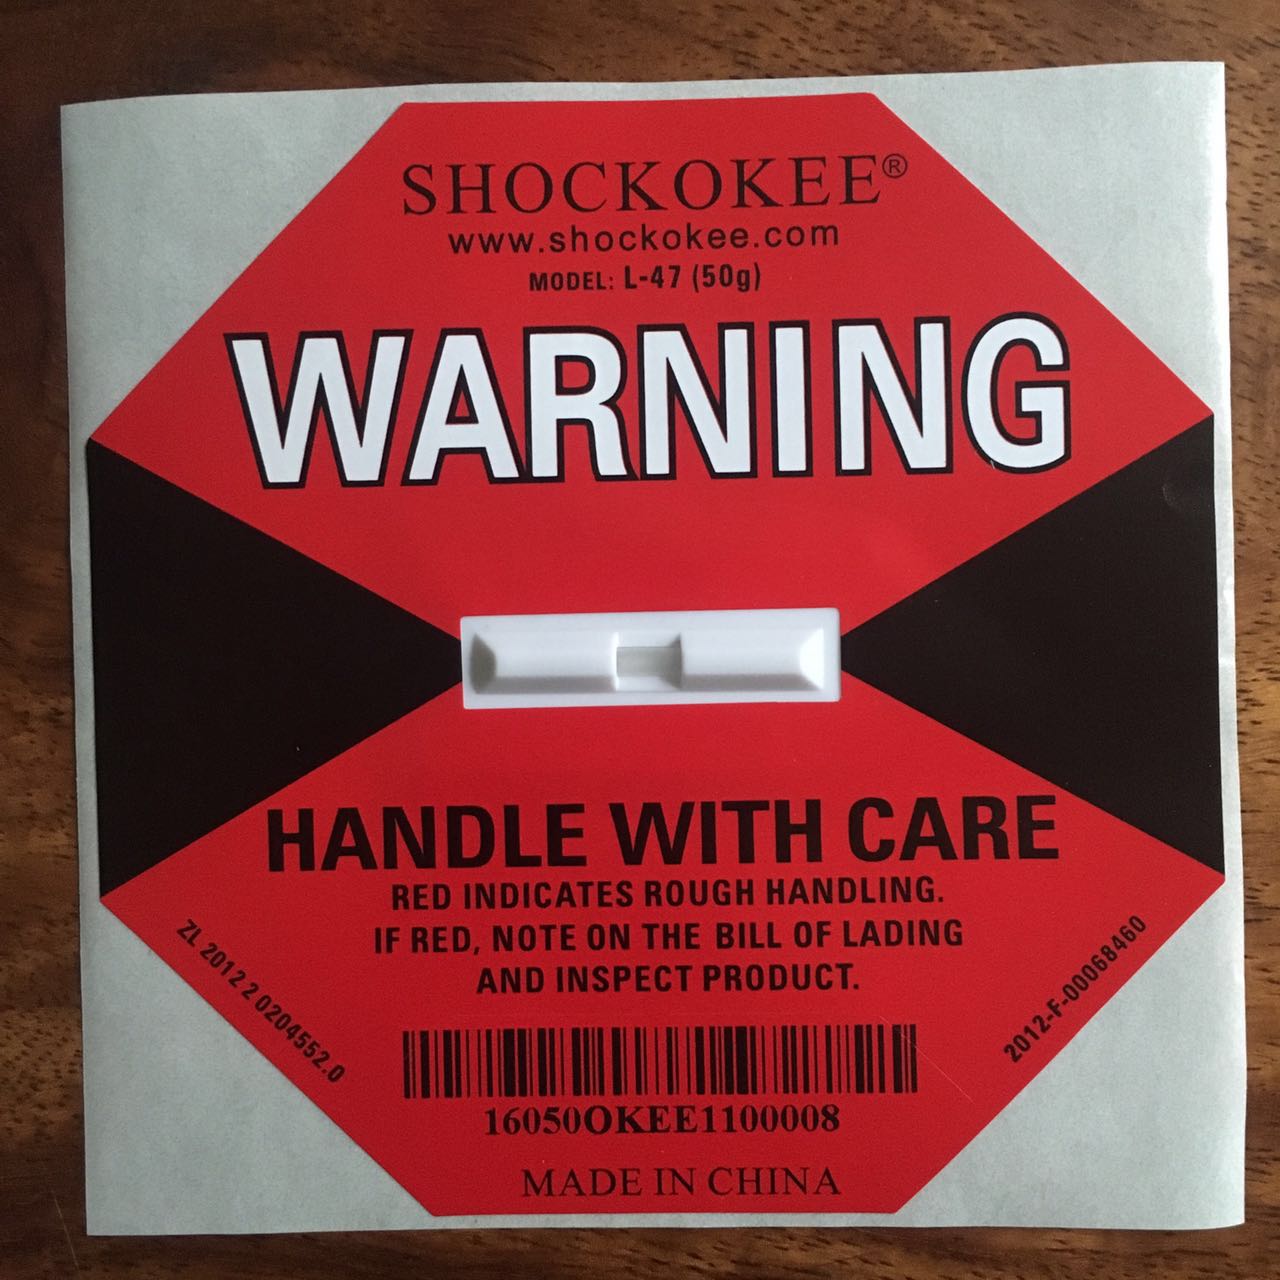 SHOCKOKEE®
www.shockokee.com
MODEL: L-47 (50g)
WARNING
HANDLE WITH CARE
RED INDICATES ROUGH HANDLING.
IF RED, NOTE ON THE BILL OF LADING
AND INSPECT PRODUCT.
ZL 2012 2 0204552.0
2012-F-00068460
16050OKEE1100008
MADE IN CHINA